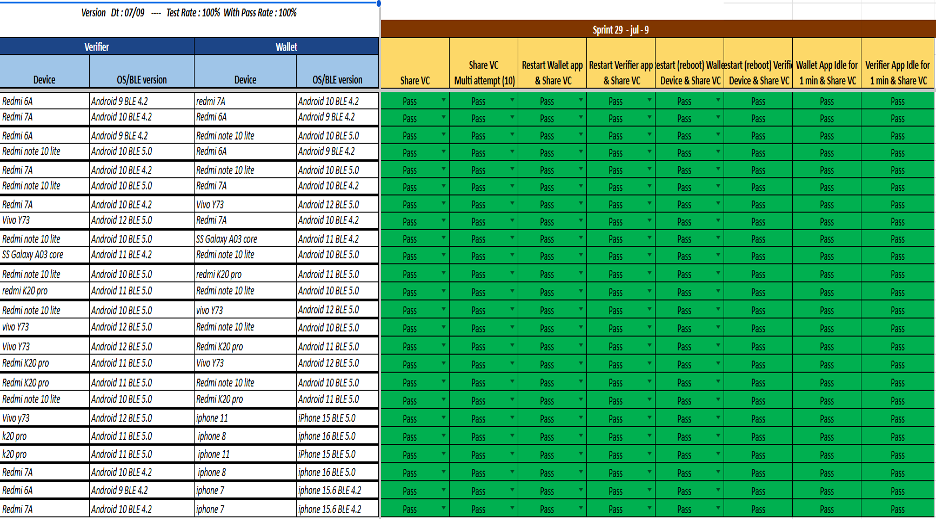 Version Dt : 07/09 ---- Test Rate : 100% With Pass Rate : 100%
Sprint 29 - jul - 9
Verifier Wallet
Device OS/BLE version Device OS/BLE version Share VC Share VC Multi attempt (10) Restart Wallet app & Share VC Restart Verifier app & Share VC estart (reboot) Walle Device & Share VC estart (reboot) Verifi Device & Share VC Wallet App Idle for 1 min & Share VC Verifier App Idle for 1 min & Share VC
Redmi 6A Android 9 BLE 4.2 redmi 7A Android 10 BLE 4.2 Pass Pass Pass Pass Pass Pass Pass Pass
Redmi 7A Android 10 BLE 4.2 Redmi 6A Android 9 BLE 4.2 Pass Pass Pass Pass Pass Pass Pass Pass
Redmi 6A Android 9 BLE 4.2 Redmi note 10 lite Android 10 BLE 5.0 Pass Pass Pass Pass Pass Pass Pass Pass
Redmi note 10 lite Android 10 BLE 5.0 Redmi 6A Android 9 BLE 4.2 Pass Pass Pass Pass Pass Pass Pass Pass
Redmi 7A Android 10 BLE 4.2 Redmi note 10 lite Android 10 BLE 5.0 Pass Pass Pass Pass Pass Pass Pass Pass
Redmi note 10 lite Android 10 BLE 5.0 Redmi 7A Android 10 BLE 4.2 Pass Pass Pass Pass Pass Pass Pass Pass
Redmi 7A Android 10 BLE 4.2 Vivo Y73 Android 12 BLE 5.0 Pass Pass Pass Pass Pass Pass Pass Pass
Vivo Y73 Android 12 BLE 5.0 Redmi 7A Android 10 BLE 4.2 Pass Pass Pass Pass Pass Pass Pass Pass
Redmi note 10 lite Android 10 BLE 5.0 SS Galaxy A03 core Android 11 BLE 4.2 Pass Pass Pass Pass Pass Pass Pass Pass
SS Galaxy A03 core Android 11 BLE 4.2 Redmi note 10 lite Android 10 BLE 5.0 Pass Pass Pass Pass Pass Pass Pass Pass
Redmi note 10 lite Android 10 BLE 5.0 redmi K20 pro Android 11 BLE 5.0 Pass Pass Pass Pass Pass Pass Pass Pass
redmi K20 pro Android 11 BLE 5.0 Redmi note 10 lite Android 10 BLE 5.0 Pass Pass Pass Pass Pass Pass Pass Pass
Redmi note 10 lite Android 10 BLE 5.0 vivo Y73 Android 12 BLE 5.0 Pass Pass Pass Pass Pass Pass Pass Pass
vivo Y73 Android 12 BLE 5.0 Redmi note 10 lite Android 10 BLE 5.0 Pass Pass Pass Pass Pass Pass Pass Pass
Vivo Y73 Android 12 BLE 5.0 Redmi K20 pro Android 11 BLE 5.0 Pass Pass Pass Pass Pass Pass Pass Pass
Redmi K20 pro Android 11 BLE 5.0 Vivo Y73 Android 12 BLE 5.0 Pass Pass Pass Pass Pass Pass Pass Pass
Redmi K20 pro Android 11 BLE 5.0 Redmi note 10 lite Android 10 BLE 5.0 Pass Pass Pass Pass Pass Pass Pass Pass
Redmi note 10 lite Android 10 BLE 5.0 Redmi K20 pro Android 11 BLE 5.0 Pass Pass Pass Pass Pass Pass Pass Pass
Vivo y73 Android 12 BLE 5.0 iphone 11 iPhone 15 BLE 5.0 Pass Pass Pass Pass Pass Pass Pass Pass
k20 pro Android 11 BLE 5.0 iphone 8 iphone 16 BLE 5.0 Pass Pass Pass Pass Pass Pass Pass Pass
k20 pro Android 11 BLE 5.0 iphone 11 iPhone 15 BLE 5.0 Pass Pass Pass Pass Pass Pass Pass Pass
Redmi 7A Android 10 BLE 4.2 iphone 8 iphone 16 BLE 5.0 Pass Pass Pass Pass Pass Pass Pass Pass
Redmi 6A Android 9 BLE 4.2 iphone 7 iphone 15.6 BLE 4.2 Pass Pass Pass Pass Pass Pass Pass Pass
Redmi 7A Android 10 BLE 4.2 iphone 7 iphone 15.6 BLE 4.2 Pass Pass Pass Pass Pass Pass Pass Pass